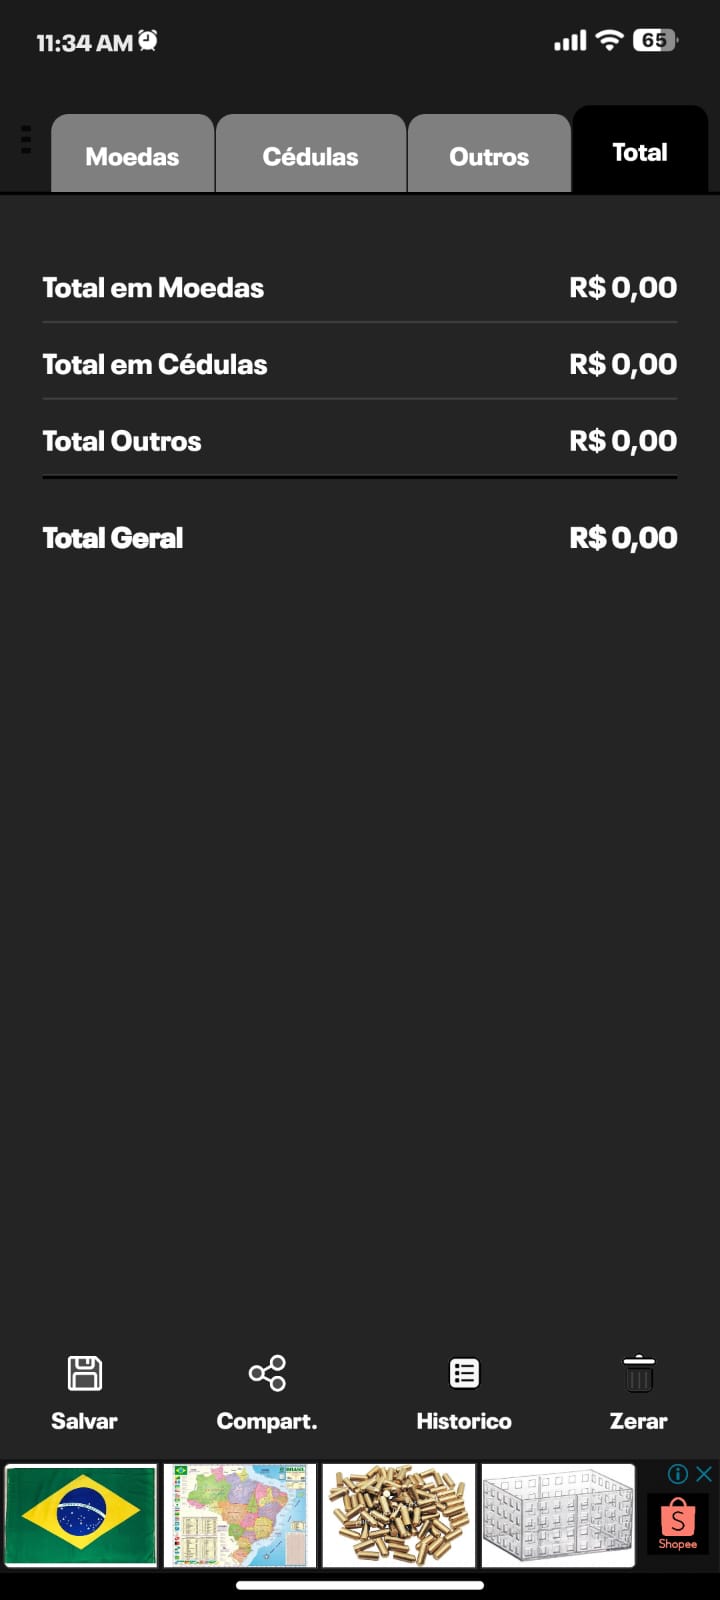 11:34 AM
65
Moedas
Cédulas
Outros
Total
Total em Moedas R$ 0,00
Total em Cédulas R$ 0,00
Total Outros R$ 0,00
Total Geral R$ 0,00
Salvar
Compart.
Historico
Zerar
BRASIL
Shopee